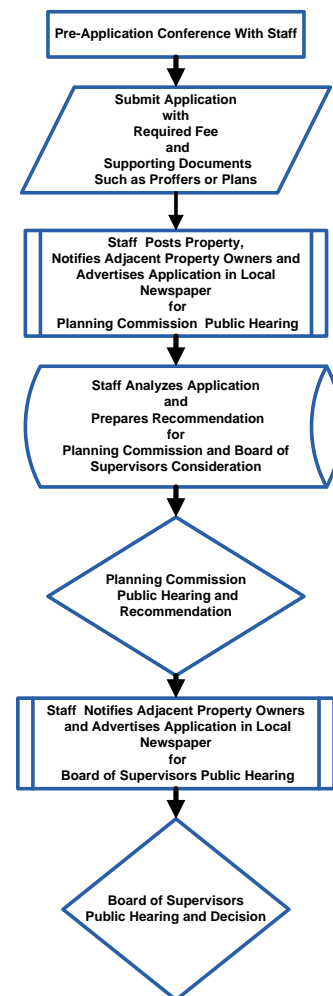 Pre-Application Conference With Staff
Submit Application
with
Required Fee
and
Supporting Documents
Such as Proffers or Plans
Staff Posts Property,
Notifies Adjacent Property Owners and
Advertises Application in Local
Newspaper
for
Planning Commission Public Hearing
Staff Analyzes Application
and
Prepares Recommendation
for
Planning Commission and Board of
Supervisors Consideration
Planning Commission
Public Hearing and
Recommendation
Staff Notifies Adjacent Property Owners
and Advertises Application in Local
Newspaper
for
Board of Supervisors Public Hearing
Board of Supervisors
Public Hearing and Decision